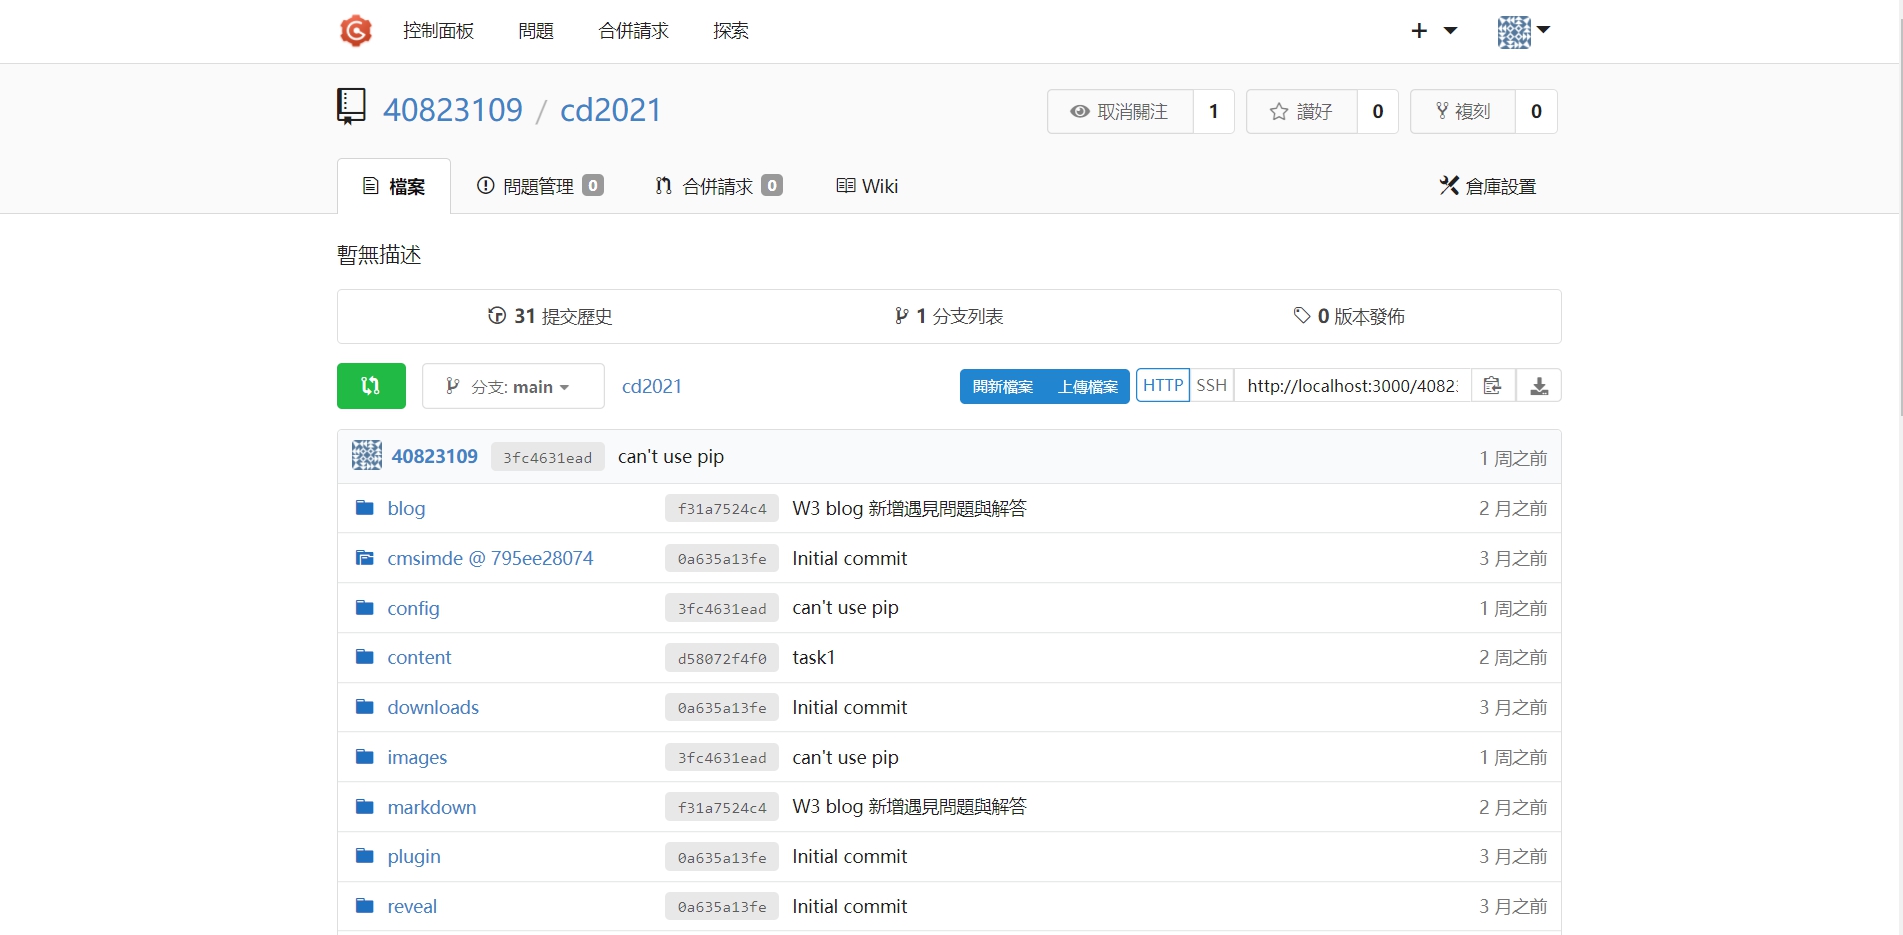 控制面板 問題 合併請求 探索
40823109 / cd2021 取消關注 1 讚好 0 複刻 0
檔案 問題管理 0 合併請求 0 Wiki 倉庫設置
暫無描述
31 提交歷史 1 分支列表 0 版本發佈
分支: main cd2021 開新檔案 上傳檔案 HTTP SSH http://localhost:3000/4082
40823109 3fc4631ead can't use pip 1 周之前
blog f31a7524c4 W3 blog 新增遇見問題與解答 2 月之前
cmsimde @ 795ee28074 0a635a13fe Initial commit 3 月之前
config 3fc4631ead can't use pip 1 周之前
content d58072f4f0 task1 2 周之前
downloads 0a635a13fe Initial commit 3 月之前
images 3fc4631ead can't use pip 1 周之前
markdown f31a7524c4 W3 blog 新增遇見問題與解答 2 月之前
plugin 0a635a13fe Initial commit 3 月之前
reveal 0a635a13fe Initial commit 3 月之前